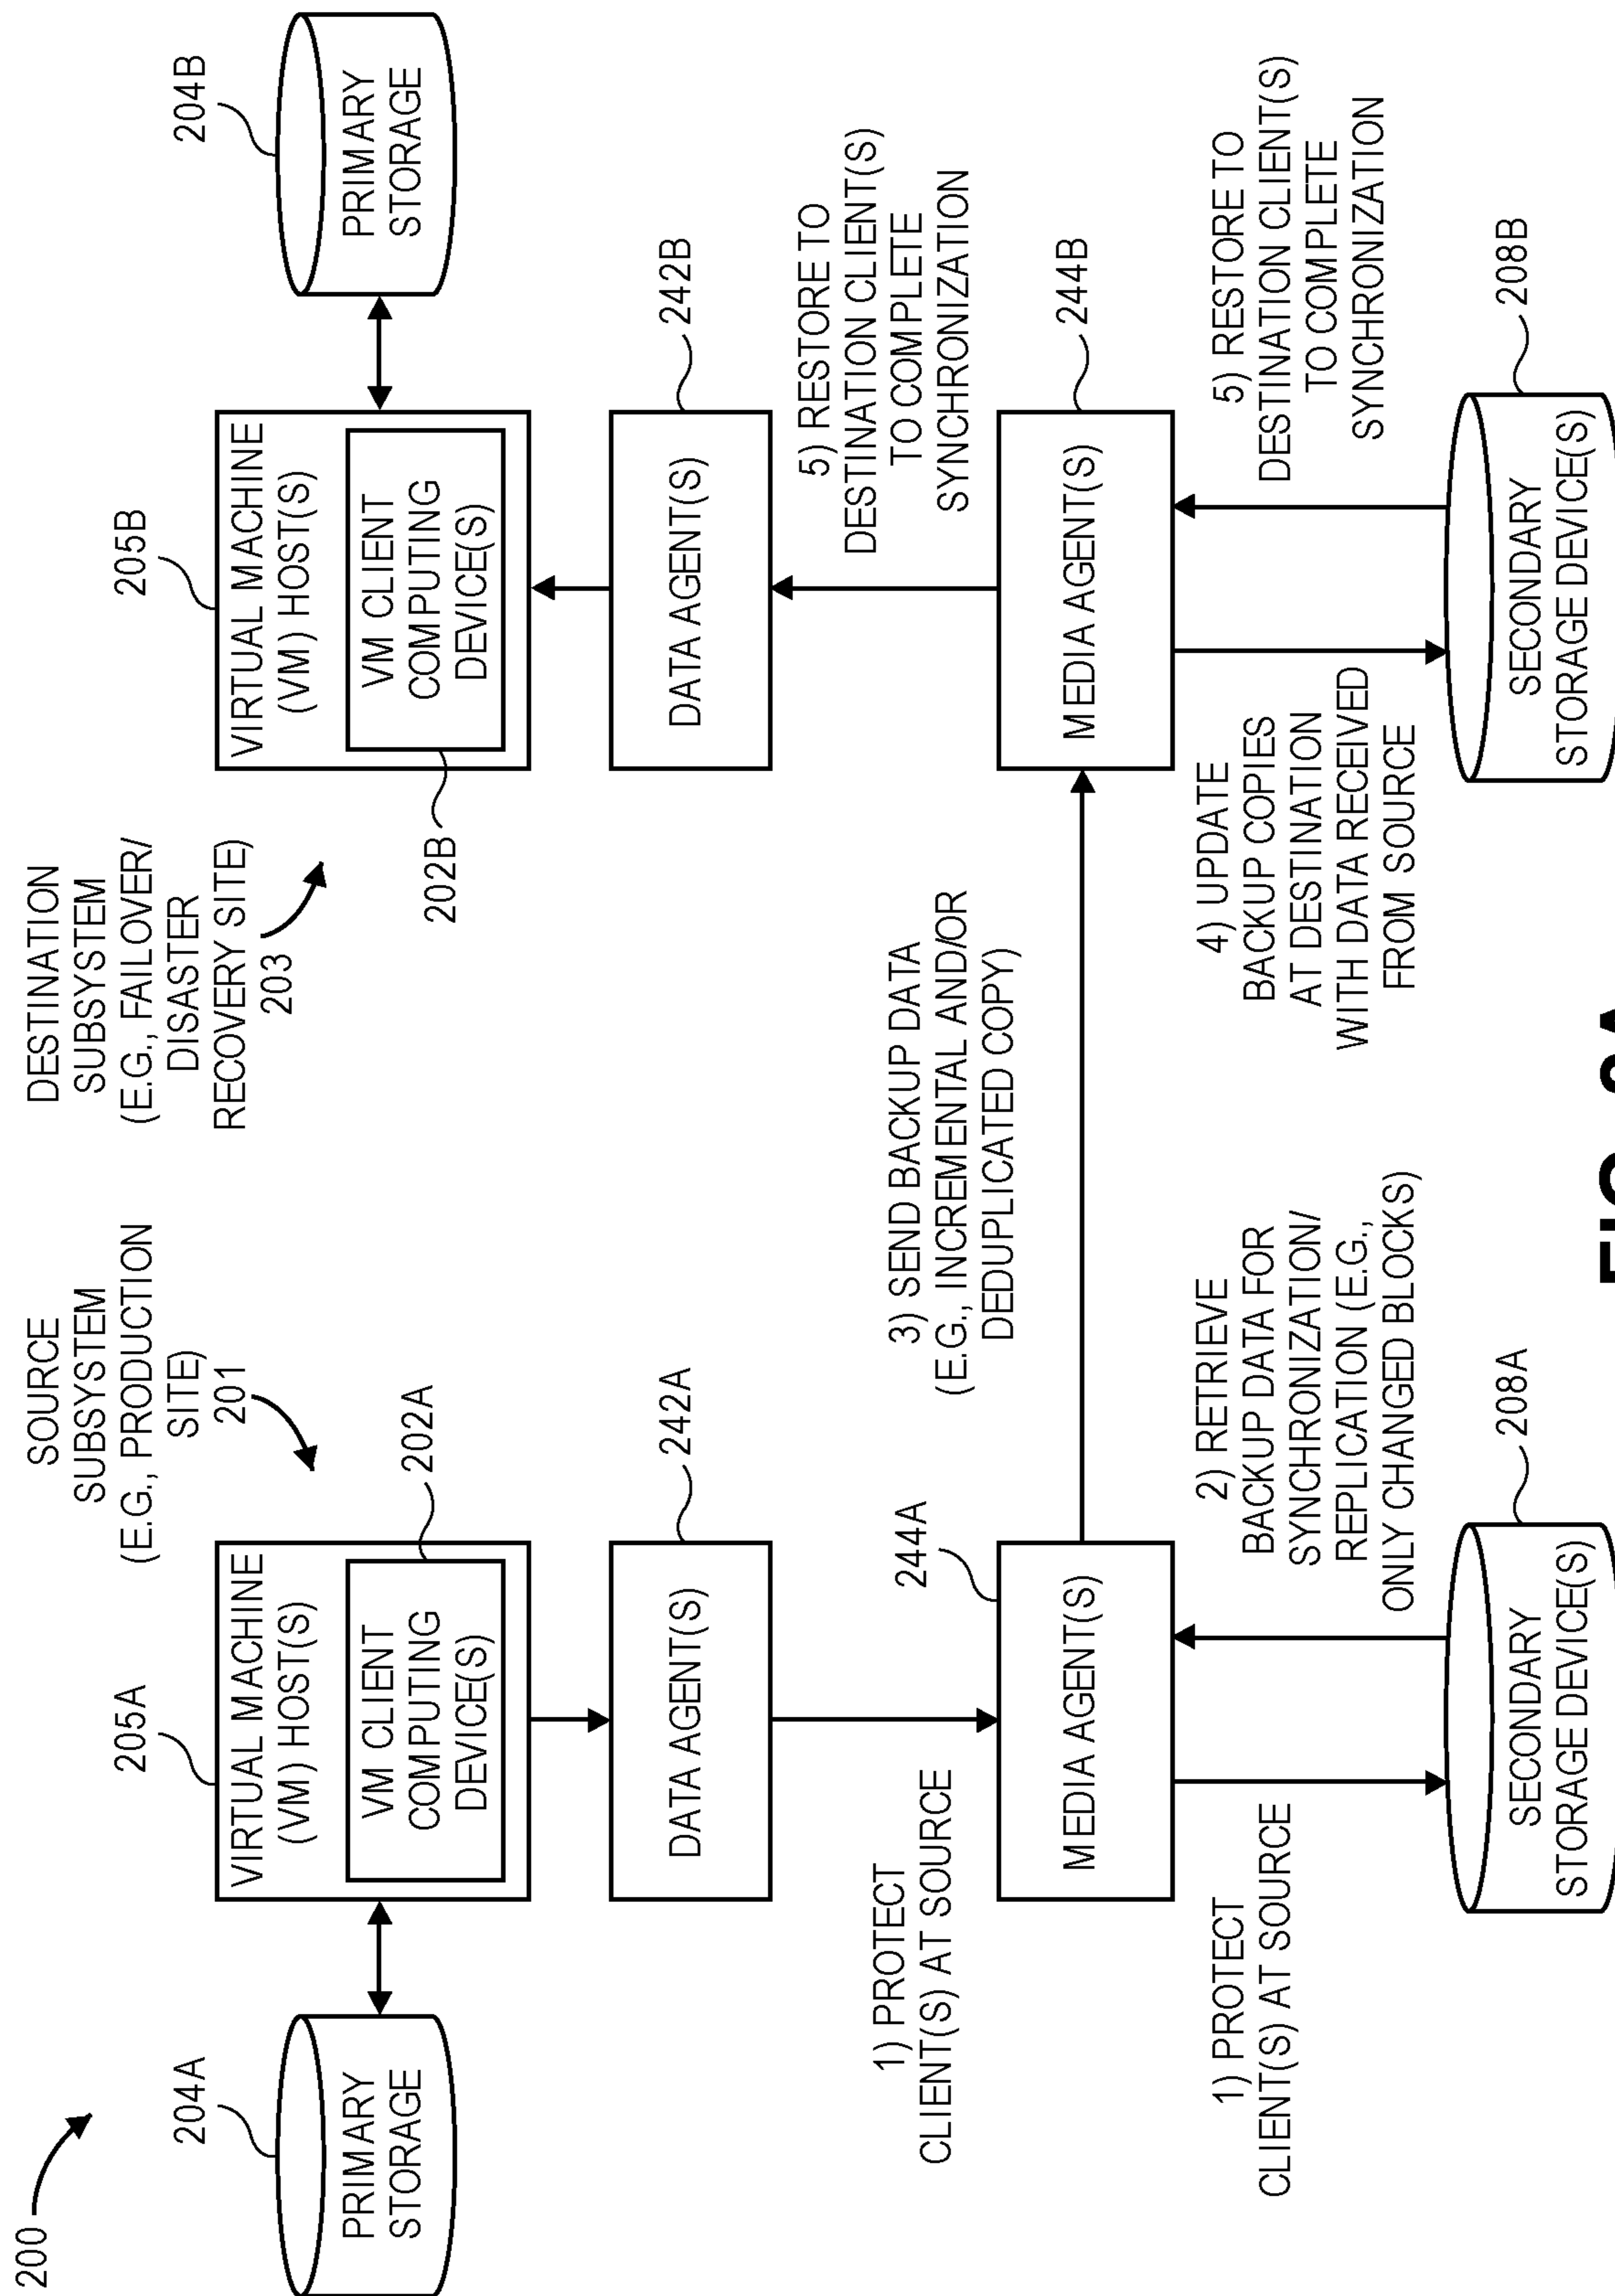 200
SOURCE
SUBSYSTEM
(E.G., PRODUCTION
SITE)
201
DESTINATION
SUBSYSTEM
(E.G., FAILOVER/
DISASTER
RECOVERY SITE)
203
204A
PRIMARY
STORAGE
205A
VIRTUAL MACHINE
(VM) HOST(S)
VM CLIENT
COMPUTING
DEVICE(S)
202A
205B
VIRTUAL MACHINE
(VM) HOST(S)
VM CLIENT
COMPUTING
DEVICE(S)
202B
204B
PRIMARY
STORAGE
DATA AGENT(S)
242A
DATA AGENT(S)
242B
1) PROTECT
CLIENT(S) AT SOURCE
3) SEND BACKUP DATA
(E.G., INCREMENTAL AND/OR
DEDUPLICATED COPY)
5) RESTORE TO
DESTINATION CLIENT(S)
TO COMPLETE
SYNCHRONIZATION
244A
MEDIA AGENT(S)
MEDIA AGENT(S)
244B
1) PROTECT
CLIENT(S) AT SOURCE
2) RETRIEVE
BACKUP DATA FOR
SYNCHRONIZATION/
REPLICATION (E.G.,
ONLY CHANGED BLOCKS)
4) UPDATE
BACKUP COPIES
AT DESTINATION
WITH DATA RECEIVED
FROM SOURCE
5) RESTORE TO
DESTINATION CLIENT(S)
TO COMPLETE
SYNCHRONIZATION
SECONDARY
STORAGE DEVICE(S)
208A
SECONDARY
STORAGE DEVICE(S)
208B
FIG.